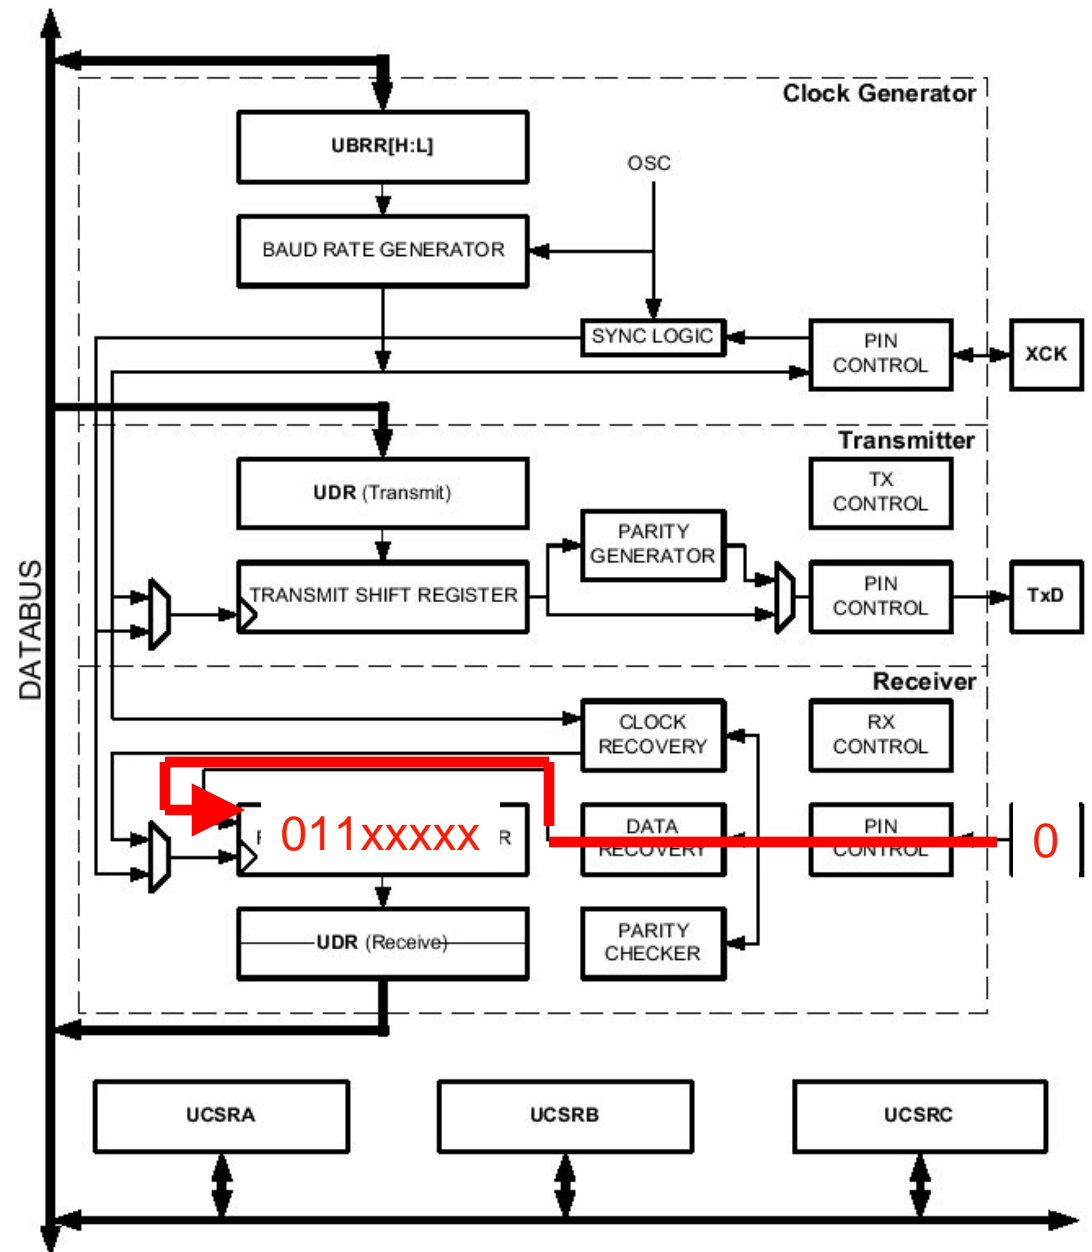 Clock Generator
UBRR[H:L]
OSC
BAUD RATE GENERATOR
SYNC LOGIC
PIN
CONTROL
XCK
Transmitter
UDR (Transmit)
TX
CONTROL
PARITY
GENERATOR
TRANSMIT SHIFT REGISTER
PIN
CONTROL
TxD
DATABUS
Receiver
CLOCK
RECOVERY
RX
CONTROL
011xxxxx
R
DATA
RECOVERY
PIN
CONTROL
0
UDR (Receive)
PARITY
CHECKER
UCSRA
UCSRB
UCSRC